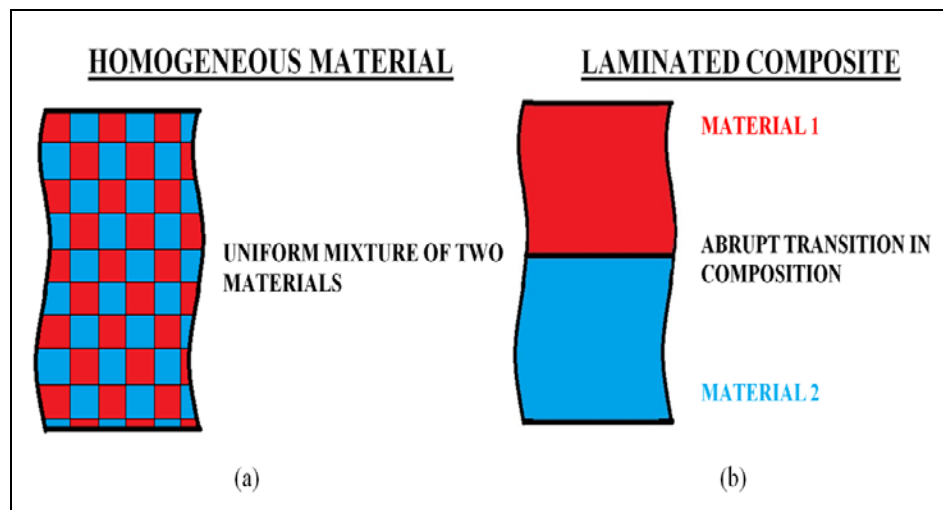 HOMOGENEOUS MATERIAL
UNIFORM MIXTURE OF TWO
MATERIALS
(a)
LAMINATED COMPOSITE
MATERIAL 1
ABRUPT TRANSITION IN
COMPOSITION
MATERIAL 2
(b)